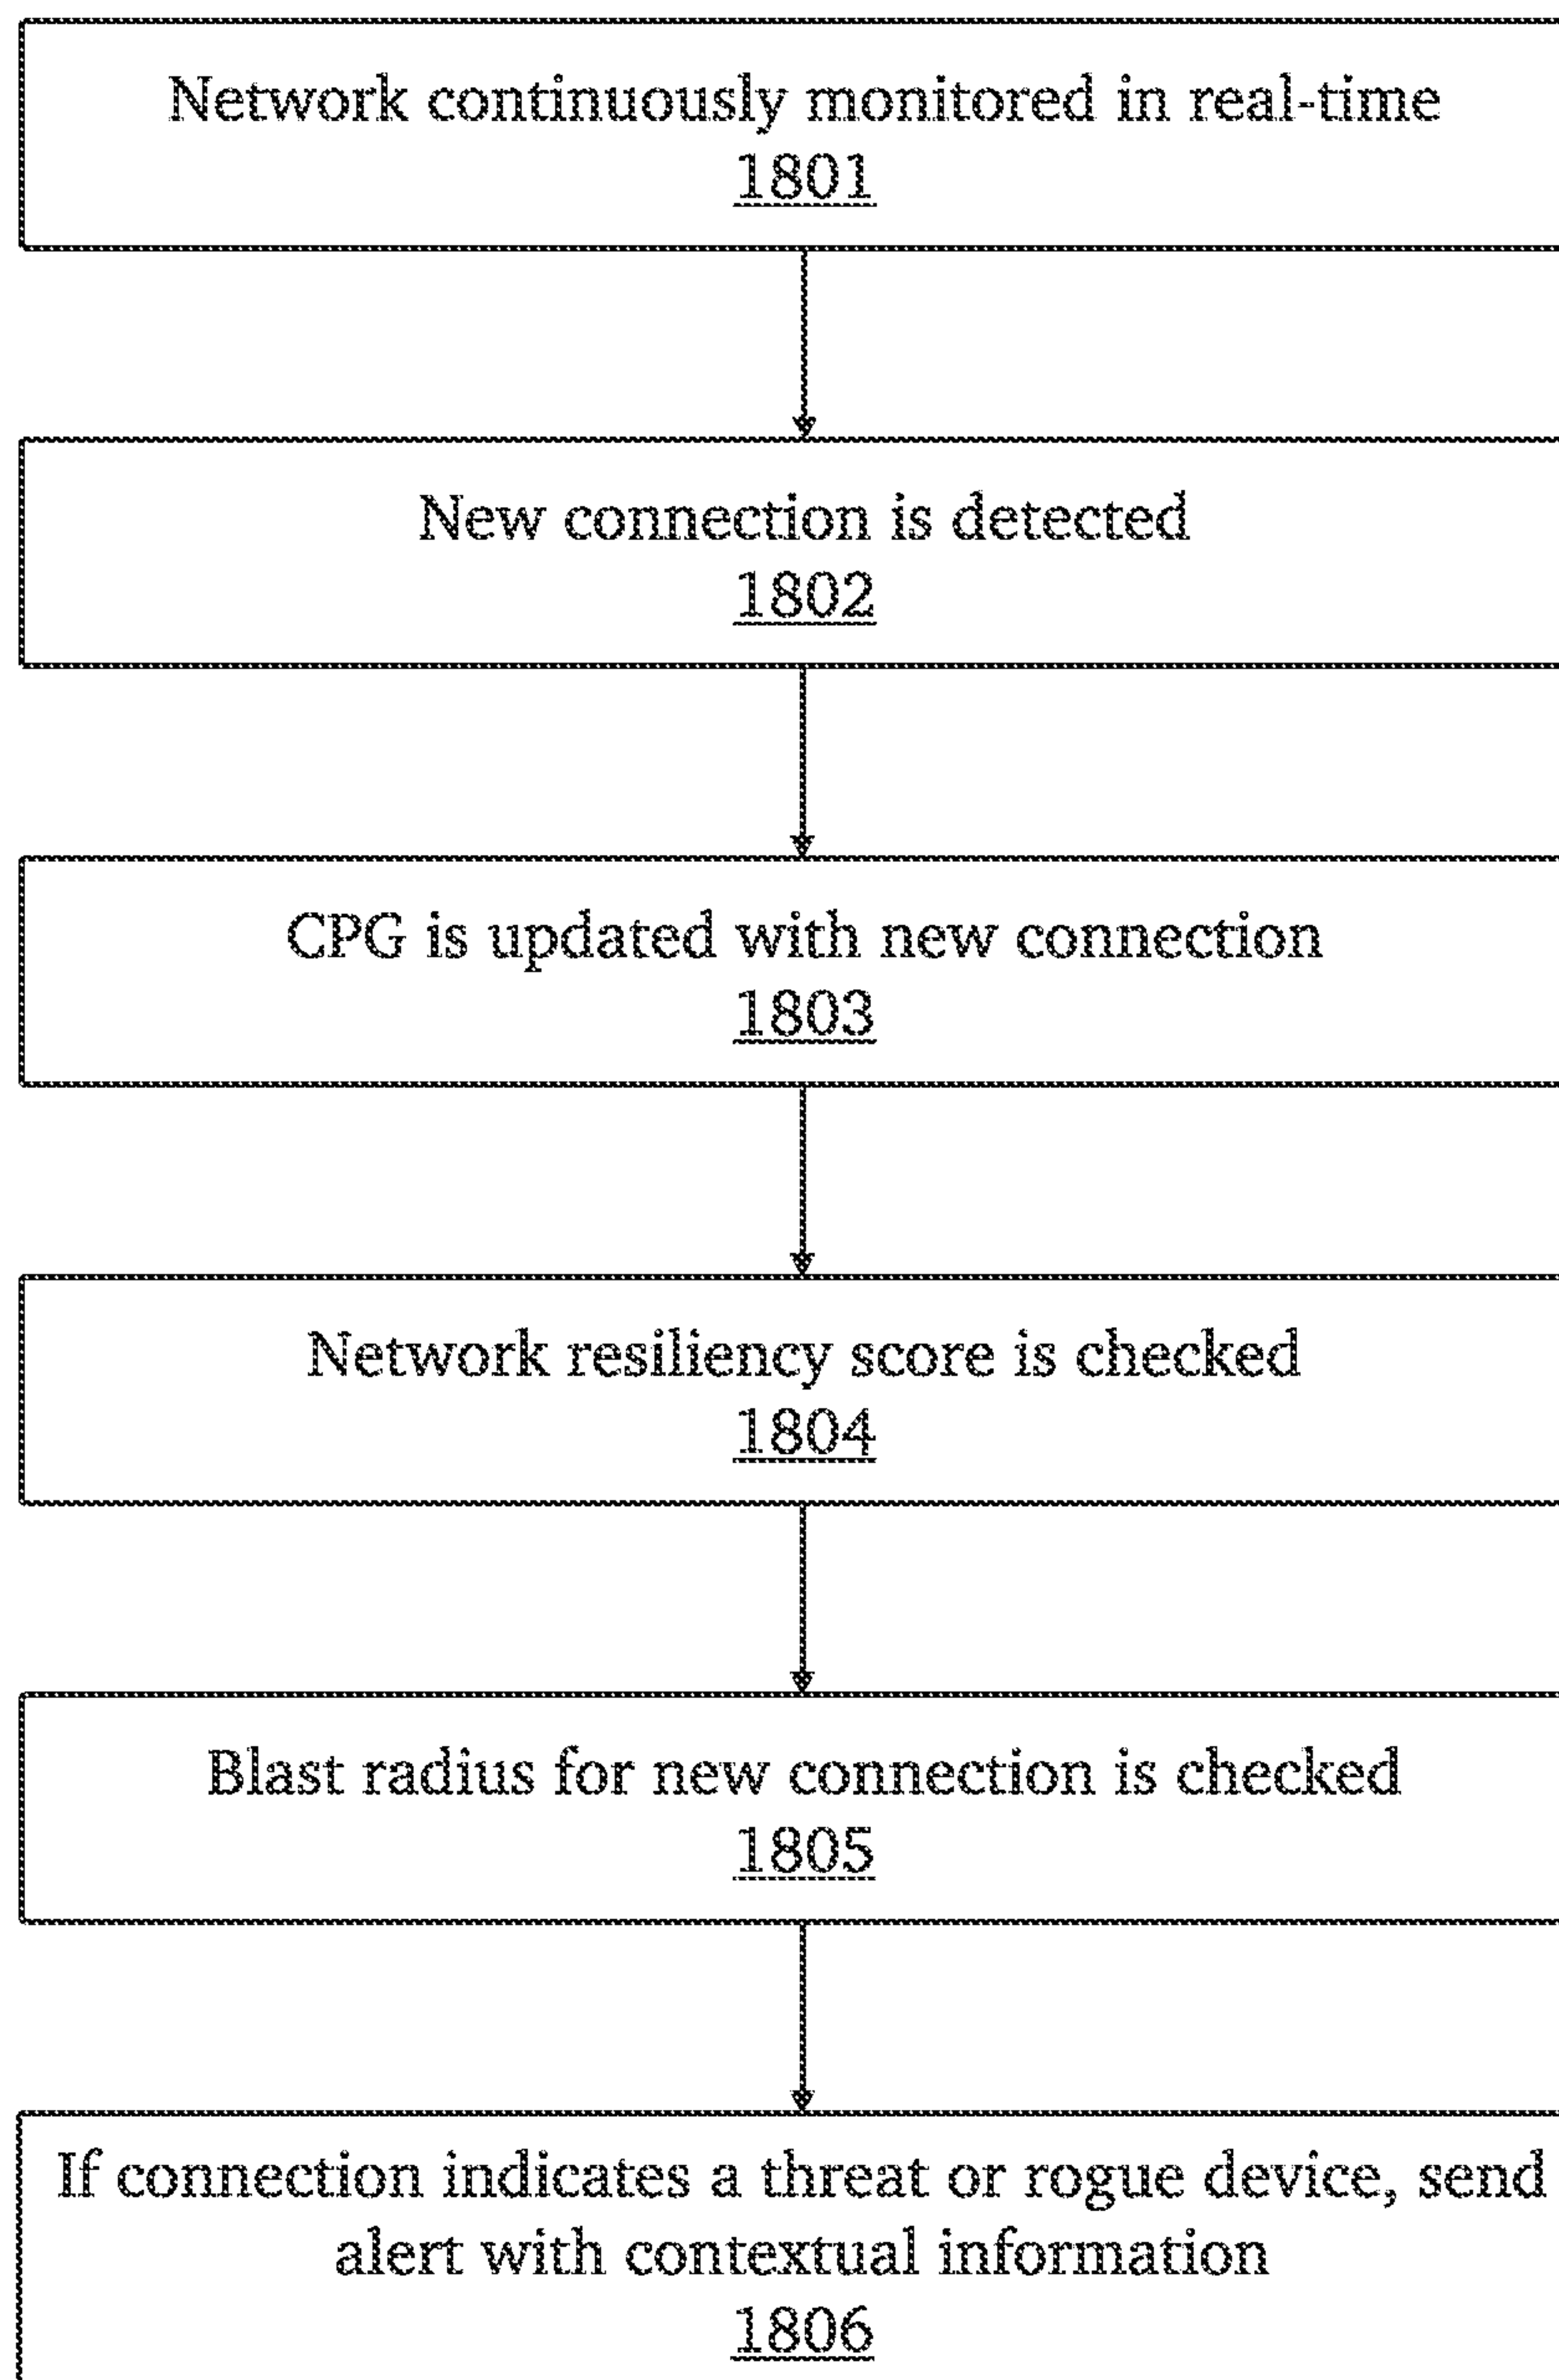 Network continuously monitored in real-time
1801
New connection is detected
1802
CPG is updated with new connection
1803
Network resiliency score is checked
1804
Blast radius for new connection is checked
1805
If connection indicates a threat or rogue device, send
alert with contextual information
1806